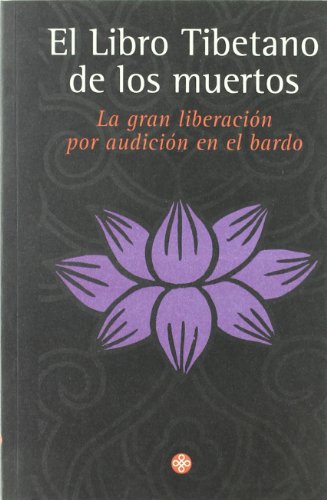 El Libro Tibetano
de los muertos
La gran liberación
por audición en el bardo